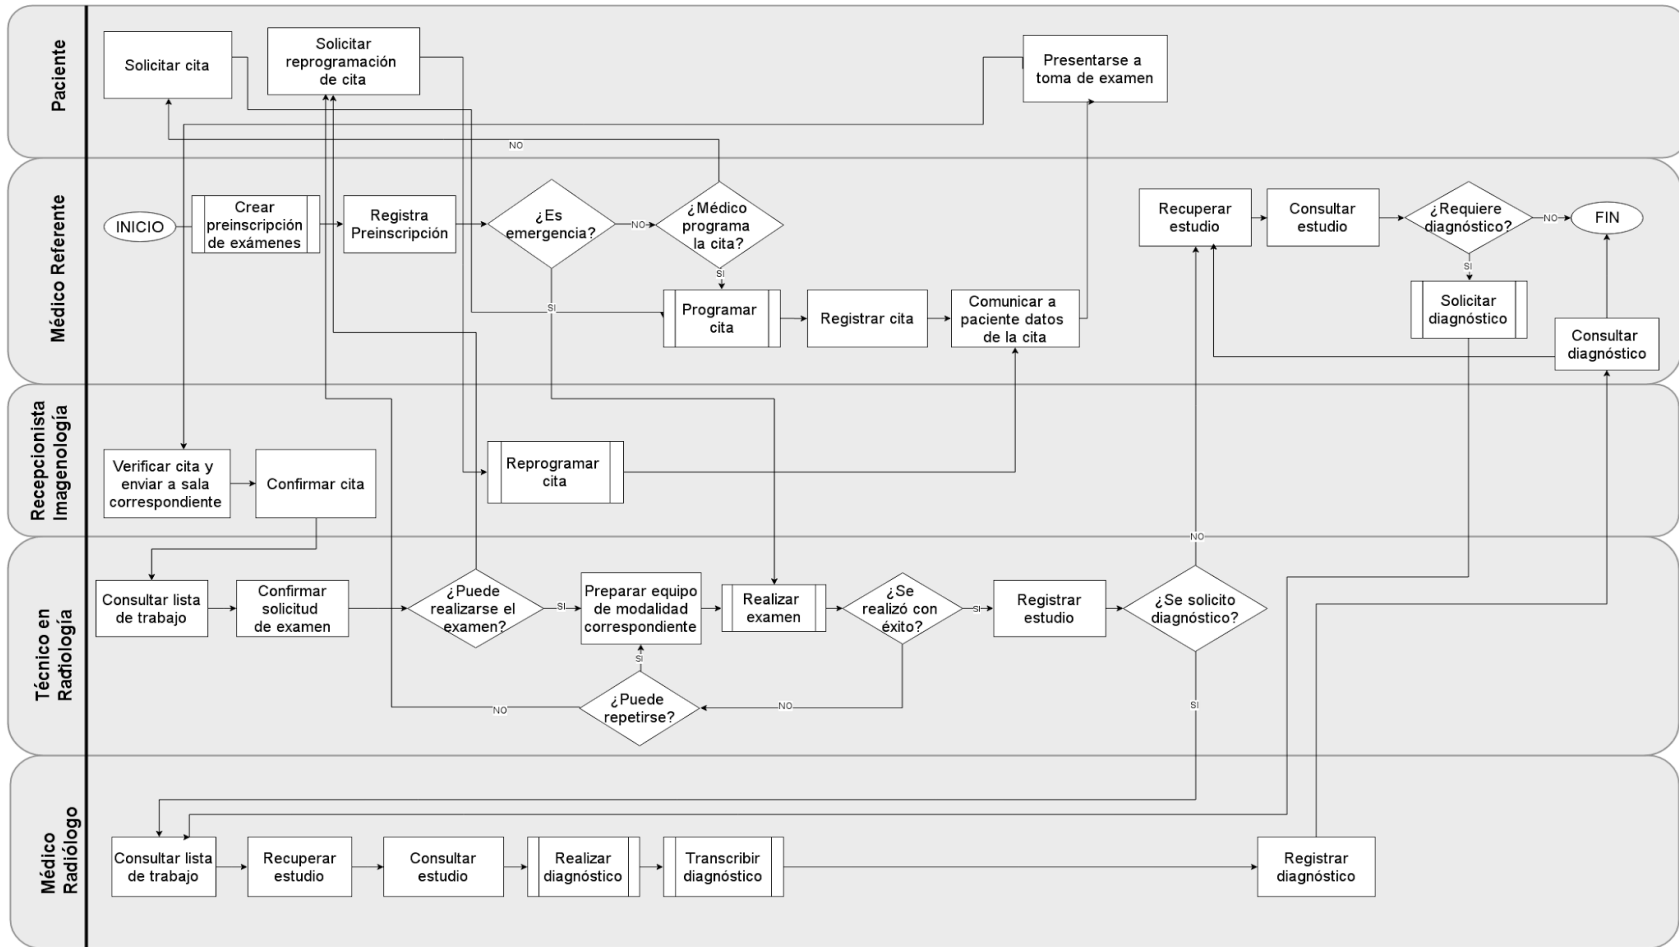 Paciente
Solicitar cita
Solicitar
reprogramación
de cita
Presentarse a
toma de examen
NO
Médico Referente
INICIO
Crear
preinscripción
de exámenes
Registra
Preinscripción
¿Es
emergencia?
NO
¿Médico
programa
la cita?
SI
SI
Programar
cita
Registrar cita
Comunicar a
paciente datos
de la cita
Recuperar
estudio
Consultar
estudio
¿Requiere
diagnóstico?
NO
FIN
SI
Solicitar
diagnóstico
Consultar
diagnóstico
Recepcionista
Imagenología
Verificar cita y
enviar a sala
correspondiente
Confirmar cita
Reprogramar
cita
NO
Técnico en
Radiología
Consultar lista
de trabajo
Confirmar
solicitud
de examen
¿Puede
realizarse el
examen?
SI
Preparar equipo
de modalidad
correspondiente
Realizar
examen
¿Se
realizó con
éxito?
SI
Registrar
estudio
¿Se solicito
diagnóstico?
SI
¿Puede
repetirse?
NO
NO
SI
Médico
Radiólogo
Consultar lista
de trabajo
Recuperar
estudio
Consultar
estudio
Realizar
diagnóstico
Transcribir
diagnóstico
Registrar
diagnóstico